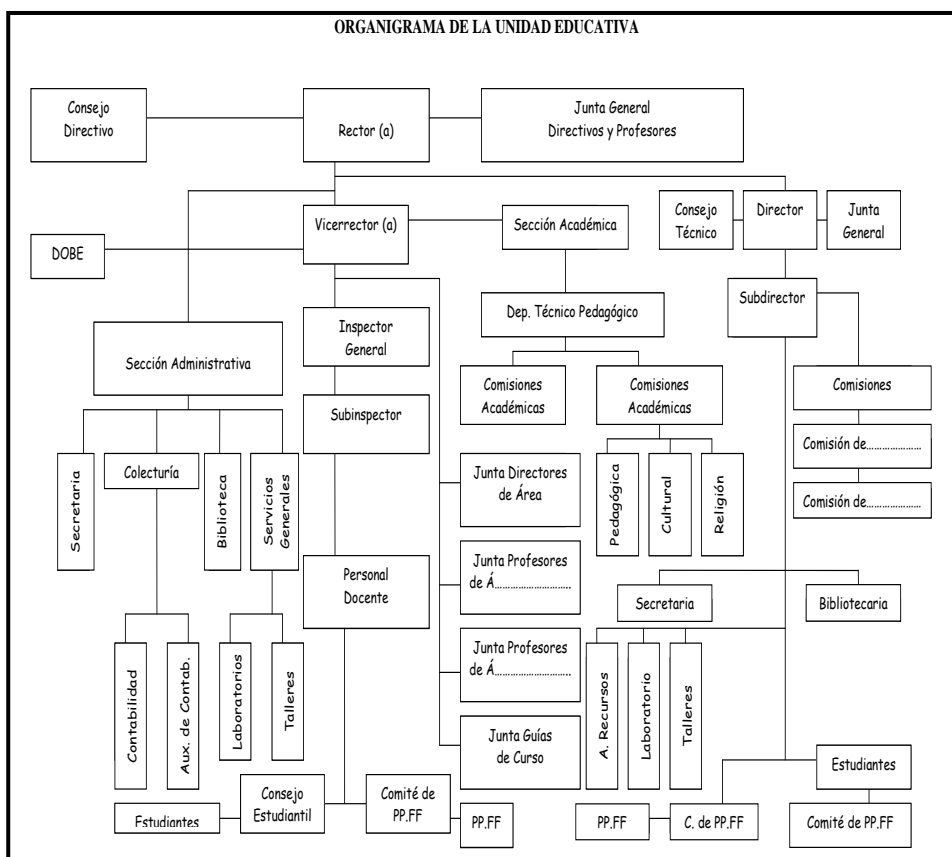 ORGANIGRAMA DE LA UNIDAD EDUCATIVA
Consejo
Directivo
Rector (a)
Junta General
Directivos y Profesores
Vicerrector (a)
Sección Académica
Consejo
Técnico
Director
Junta
General
DOBE
Subdirector
Dep. Técnico Pedagógico
Inspector
General
Sección Administrativa
Comisiones
Académicas
Comisiones
Académicas
Comisiones
Subinspector
Comisión de.....................
Comisión de.....................
Secretaria
Colecturía
Biblioteca
Servicios
Generales
Junta Directores
de Área
Pedagógica
Cultural
Religión
Personal
Docente
Junta Profesores
de Á..........................
Secretaria
Bibliotecaria
Junta Profesores
de Á..........................
Contabilidad
Aux. de Contab.
Laboratorios
Talleres
A. Recursos
Laboratorio
Talleres
Junta Guías
de Curso
Estudiantes
Consejo
Estudiantil
Comité de
PP.FF
PP.FF
Estudiantes
PP.FF
C. de PP.FF
Comité de PP.FF